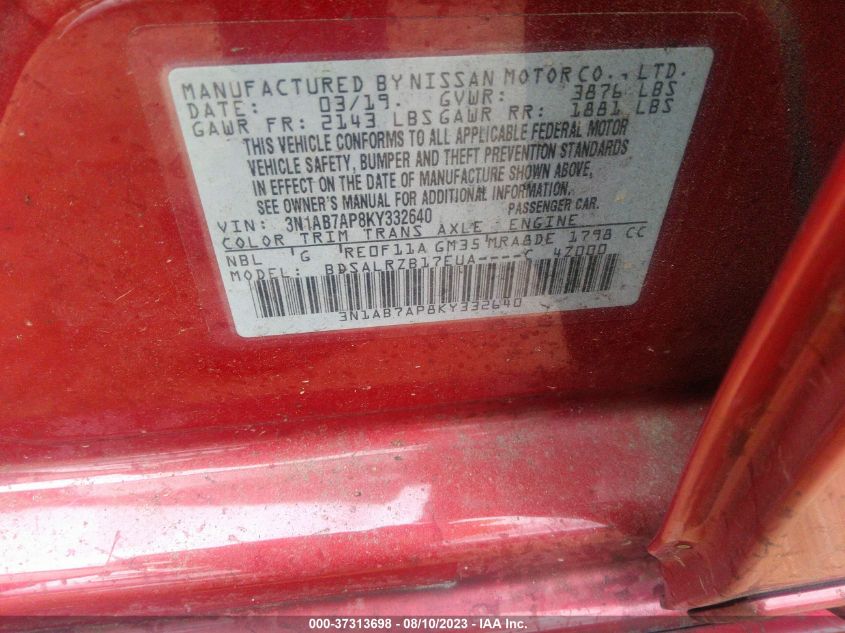 MANUFACTURED BY NISSAN MOTOR CO., LTD.
DATE: 03/19. GVWR: 3876 LBS
GAWR FR: 2143 LBS GAWR RR: 1881 LBS
THIS VEHICLE CONFORMS TO ALL APPLICABLE FEDERAL MOTOR
VEHICLE SAFETY, BUMPER AND THEFT PREVENTION STANDARDS
IN EFFECT ON THE DATE OF MANUFACTURE SHOWN ABOVE,
SEE OWNER'S MANUAL FOR ADDITIONAL INFORMATION.
VIN: 3N1AB7AP8KY332640 PASSENGER CAR.
COLOR TRIM TRANS AXLE ENGINE
NBL G RE0F11A GM35 MRA8DE 1798 CC
MODEL: BDSALRZB17EUA----C 4Z000
3N1AB7AP8KY332640
000-37313698 - 08/10/2023 - IAA Inc.